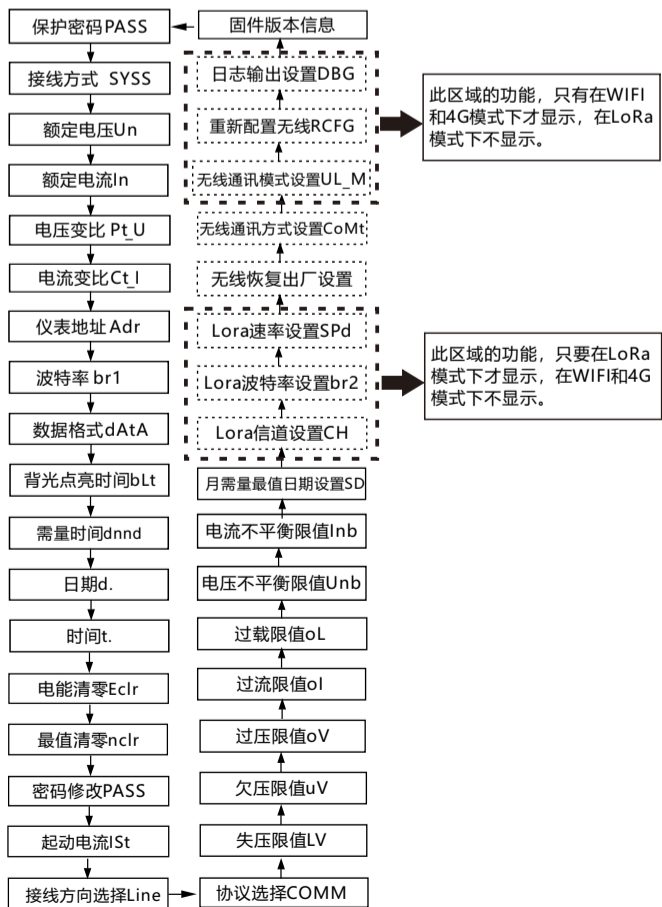 保护密码PASS
接线方式 SYSS
额定电压Un
额定电流In
电压变比 Pt_U
电流变比Ct_I
仪表地址Adr
波特率 br1
数据格式dAtA
背光点亮时间bLt
需量时间dnnd
日期d.
时间t.
电能清零Eclr
最值清零nclr
密码修改PASS
起动电流ISt
接线方向选择Line
协议选择COMM
失压限值LV
欠压限值uV
过压限值oV
过流限值oI
过载限值oL
电压不平衡限值Unb
电流不平衡限值Inb
月需量最值日期设置SD
Lora信道设置CH
Lora波特率设置br2
Lora速率设置SPd
无线恢复出厂设置
无线通讯方式设置CoMt
无线通讯模式设置UL_M
重新配置无线RCFG
日志输出设置DBG
固件版本信息
此区域的功能，只有在WIFI
和4G模式下才显示，在LoRa
模式下不显示。
此区域的功能，只要在LoRa
模式下才显示，在WIFI和4G
模式下不显示。